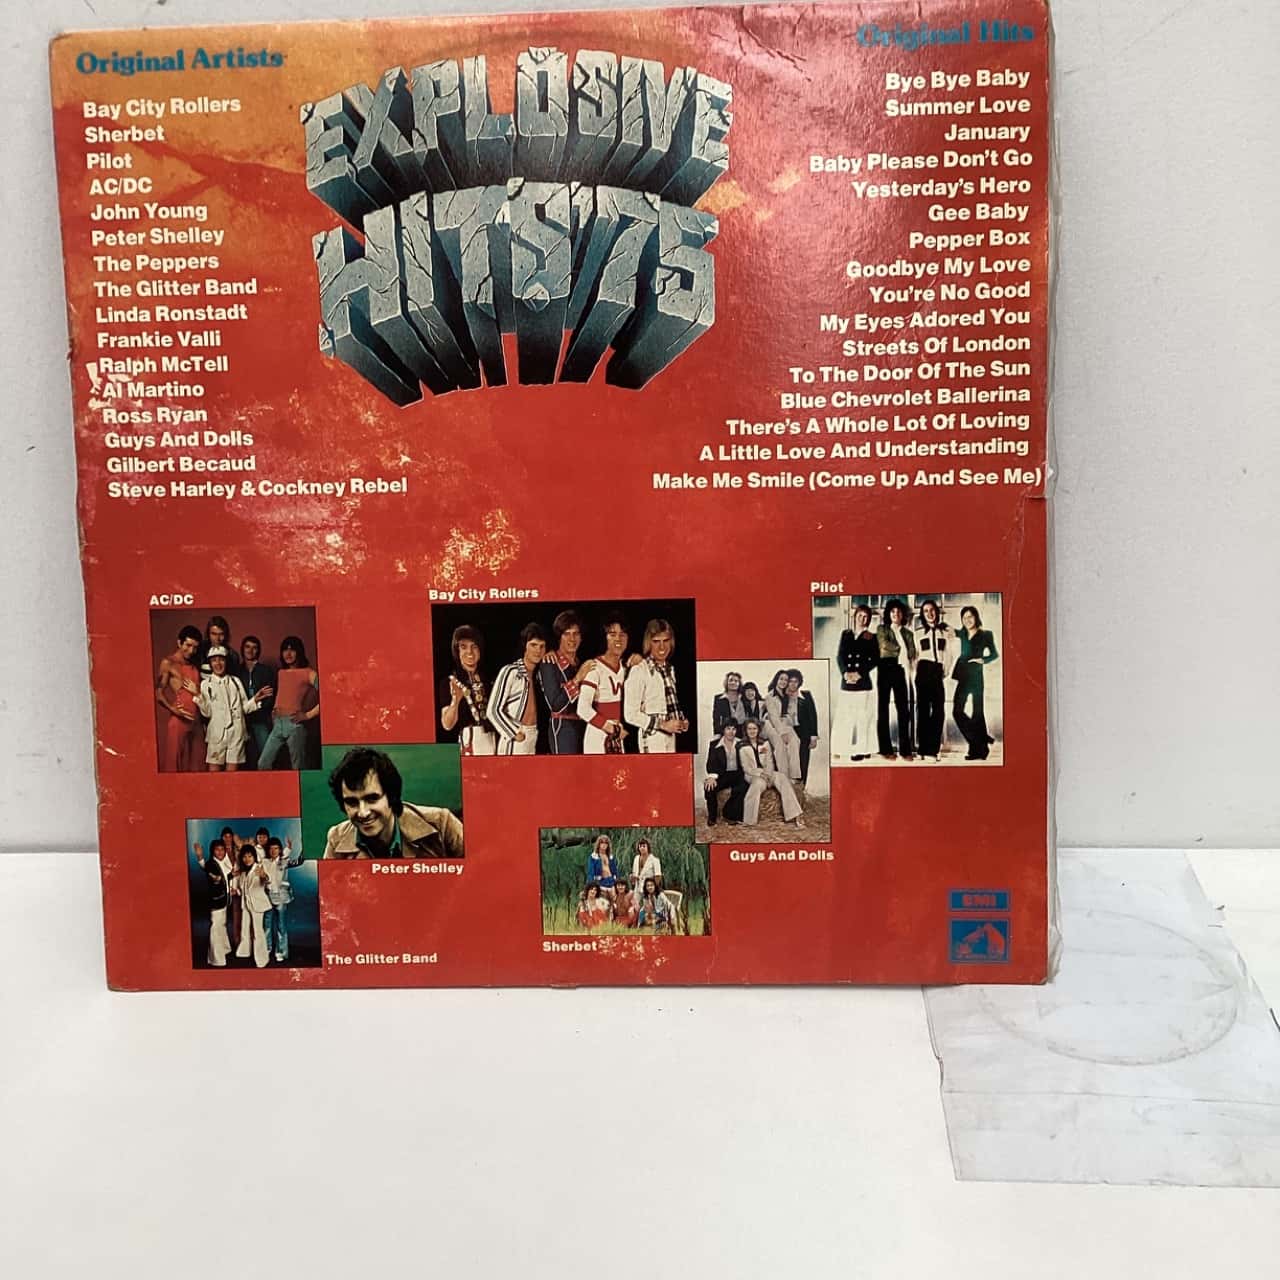 Original Artists
Original Hits
EXPLOSIVE
HITS '75
Bay City Rollers
Sherbet
Pilot
AC/DC
John Young
Peter Shelley
The Peppers
The Glitter Band
Linda Ronstadt
Frankie Valli
Ralph McTell
Al Martino
Ross Ryan
Guys And Dolls
Gilbert Becaud
Steve Harley & Cockney Rebel
Bye Bye Baby
Summer Love
January
Baby Please Don't Go
Yesterday's Hero
Gee Baby
Pepper Box
Goodbye My Love
You're No Good
My Eyes Adored You
Streets Of London
To The Door Of The Sun
Blue Chevrolet Ballerina
There's A Whole Lot Of Loving
A Little Love And Understanding
Make Me Smile (Come Up And See Me)
AC/DC
Bay City Rollers
Pilot
Peter Shelley
Guys And Dolls
Sherbet
The Glitter Band
EMI